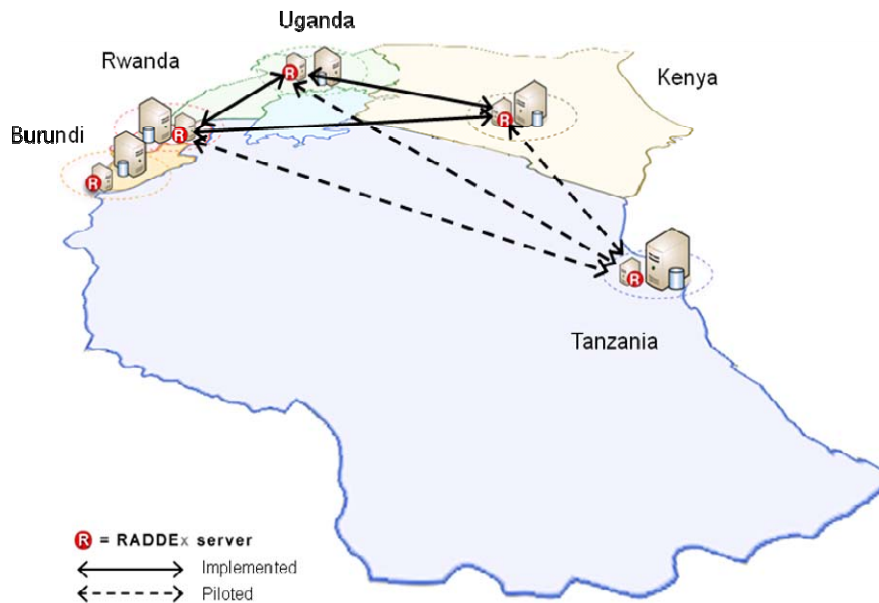 Uganda
Rwanda
Kenya
Burundi
R
R
R
R
R
Tanzania
R = RADDEx server
Implemented
Piloted